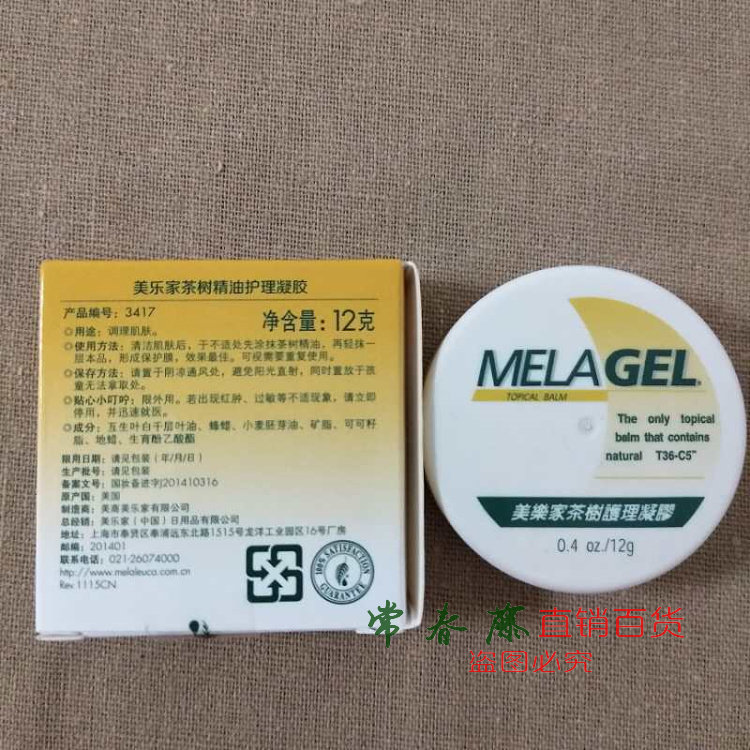 美乐家茶树精油护理凝胶
产品编号：3417
净含量：12克
◎用途：调理肌肤。
◎使用方法：清洁肌肤后，于不适处先涂抹茶树精油，再轻抹一
层本品，形成保护膜，效果最佳。可视需要重复使用。
◎保存方法：请置于阴凉通风处，避免阳光直射，同时置放于孩
童无法拿取处。
◎贴心小叮咛：限外用。若出现红肿、过敏等不适现象，请立即
停用，并迅速就医。
◎成分：互生叶白千层叶油、蜂蜡、小麦胚芽油、矿脂、可可籽
脂、地蜡、生育酚乙酸酯
限用日期：请见包装（年/月/日）
生产批号：请见包装
备案文号：国妆备进字J201410316
原产国：美国
制造商：美商美乐家有限公司
总经销：美乐家（中国）日用品有限公司
地址：上海市奉贤区奉浦远东北路1515号龙洋工业园区16号厂房
邮编：201401
联系电话：021-26074000
http://www.melaleuca.com.cn
Rev.1115CN
100% SATISFACTION
GUARANTEE
MELAGEL®
TOPICAL BALM
The only topical
balm that contains
natural T36-C5™
美樂家茶樹護理凝膠
0.4 oz./12g
常春藤直销百货
盗图必究